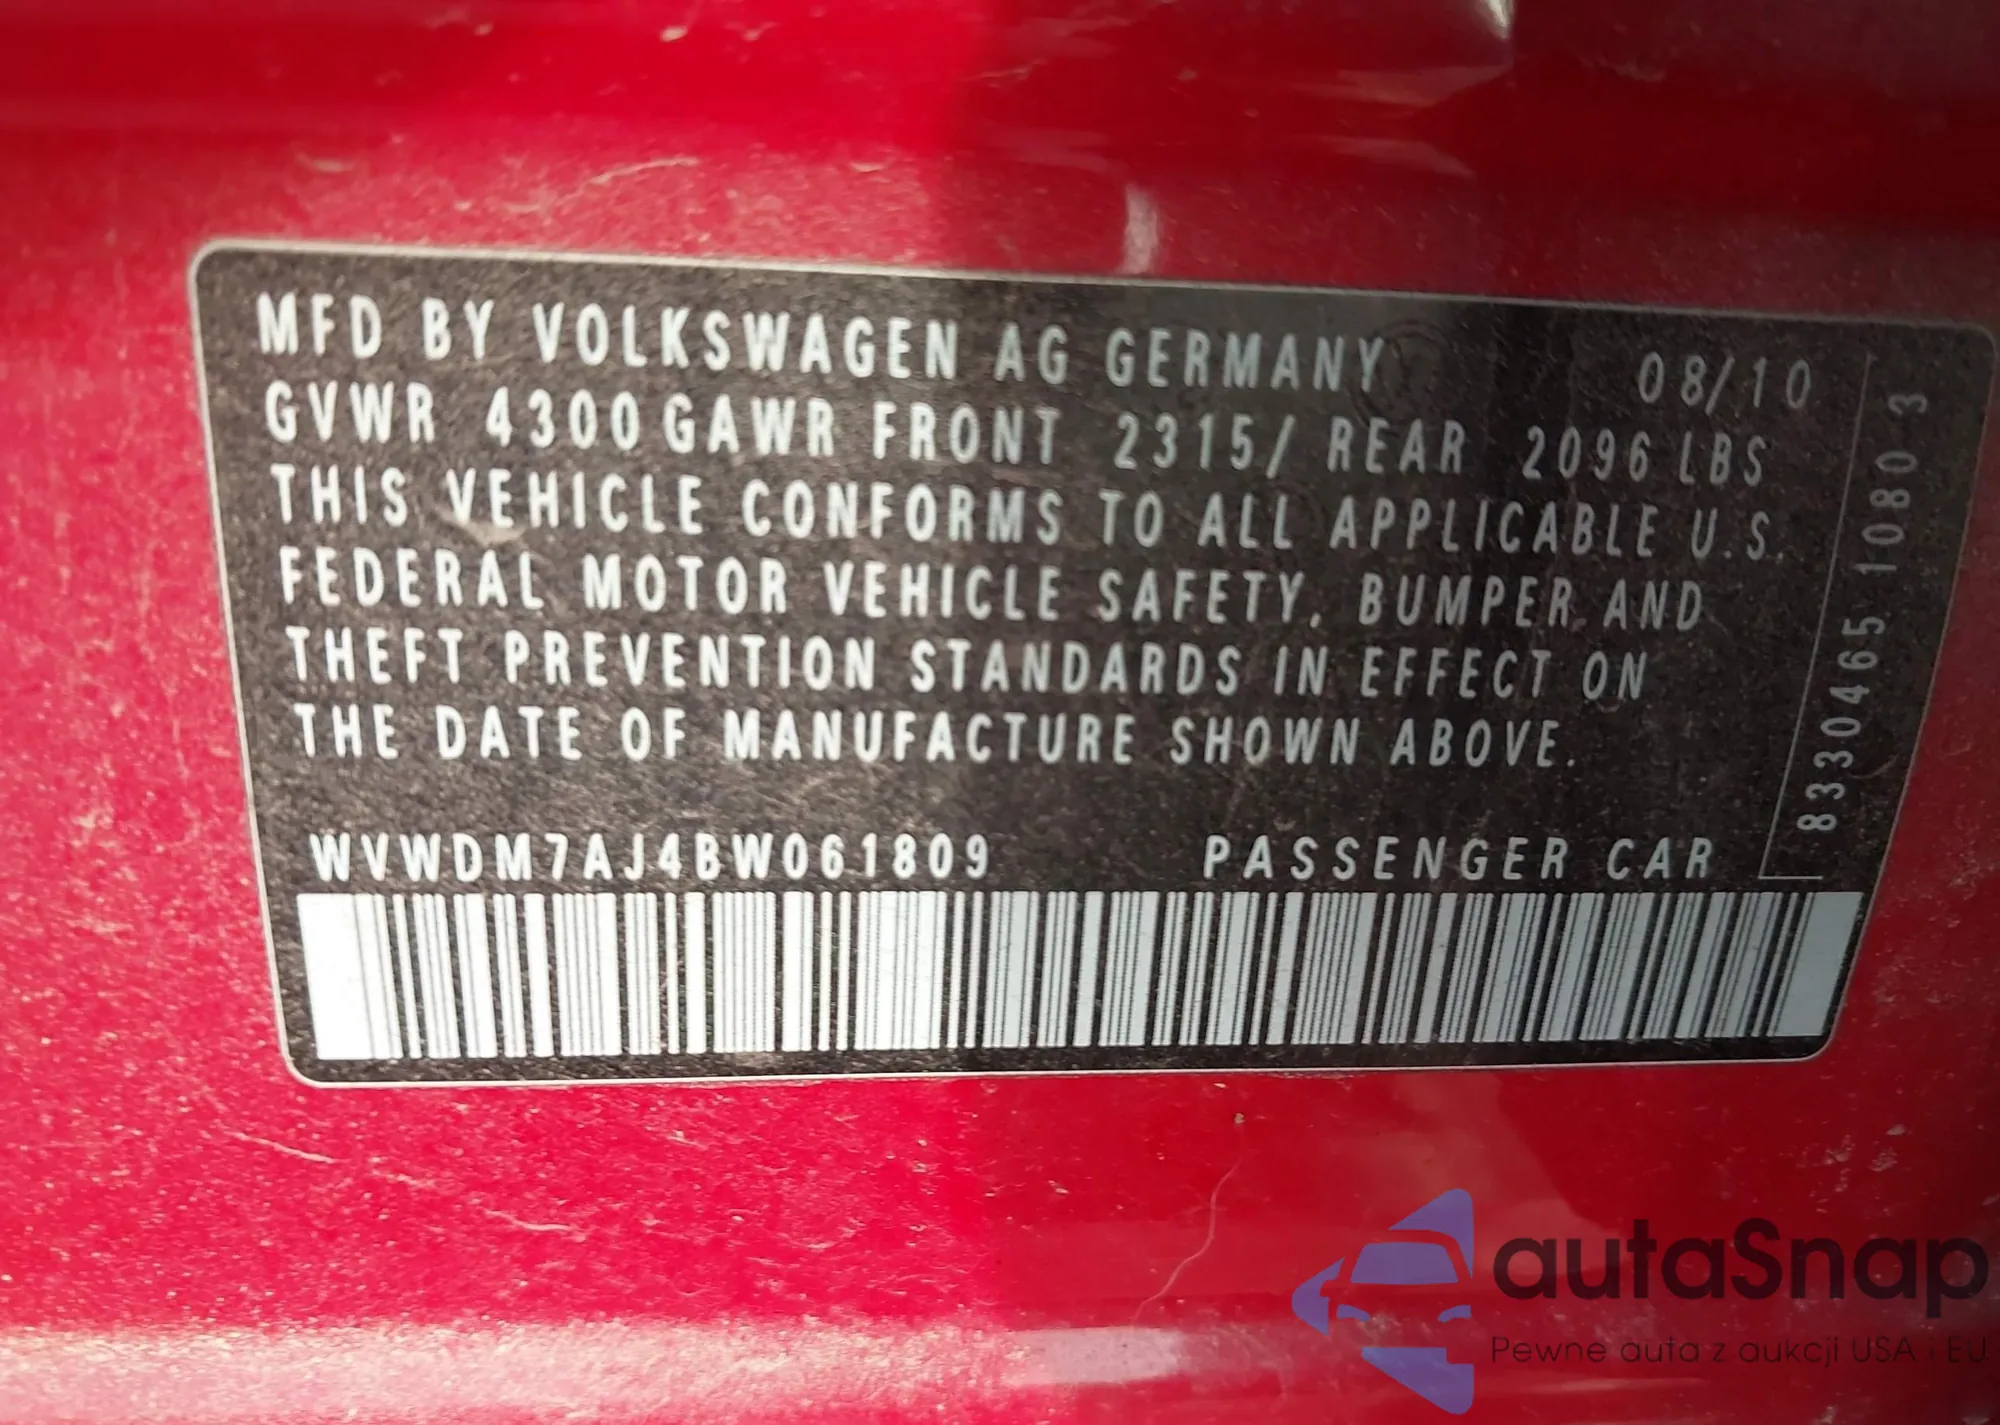 MFD BY VOLKSWAGEN AG GERMANY 08/10
GVWR 4300 GAWR FRONT 2315/ REAR 2096 LBS
THIS VEHICLE CONFORMS TO ALL APPLICABLE U.S.
FEDERAL MOTOR VEHICLE SAFETY, BUMPER, AND
THEFT PREVENTION STANDARDS IN EFFECT ON
THE DATE OF MANUFACTURE SHOWN ABOVE.
WVWDM7AJ4BW061809 PASSENGER CAR
8330465 1080 3
autaSnap
Pewne auta z aukcji USA i EU